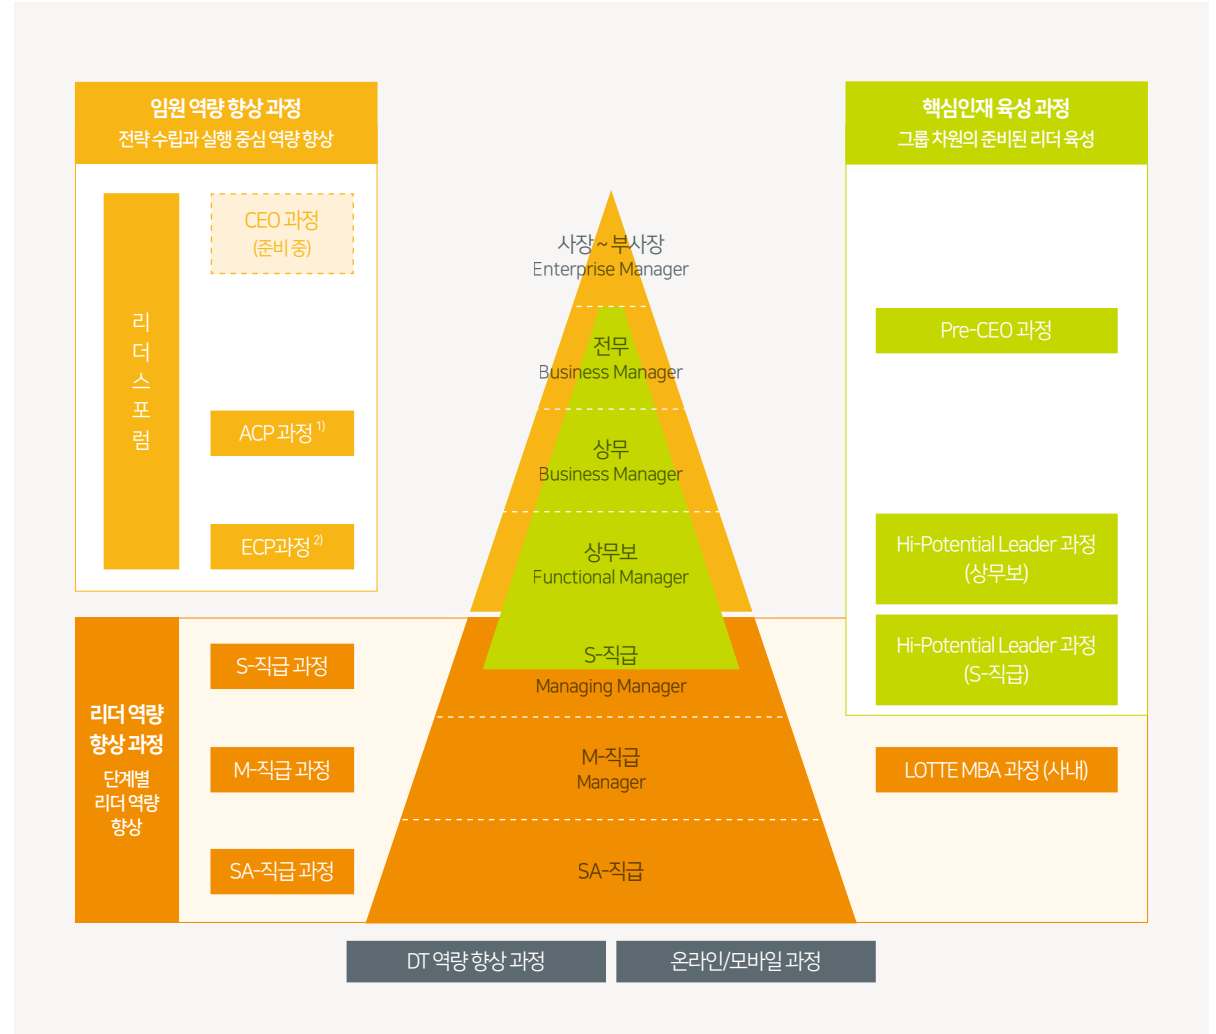 임원 역량 향상 과정
전략 수립과 실행 중심 역량 향상
리
더
스
포
럼
CEO 과정
(준비 중)
ACP 과정 1)
ECP과정 2)
리더 역량
향상 과정
단계별
리더 역량
향상
S-직급 과정
M-직급 과정
SA-직급 과정
사장 ~ 부사장
Enterprise Manager
전무
Business Manager
상무
Business Manager
상무보
Functional Manager
S-직급
Managing Manager
M-직급
Manager
SA-직급
핵심인재 육성 과정
그룹 차원의 준비된 리더 육성
Pre-CEO 과정
Hi-Potential Leader 과정
(상무보)
Hi-Potential Leader 과정
(S-직급)
LOTTE MBA 과정 (사내)
DT 역량 향상 과정
온라인/모바일 과정